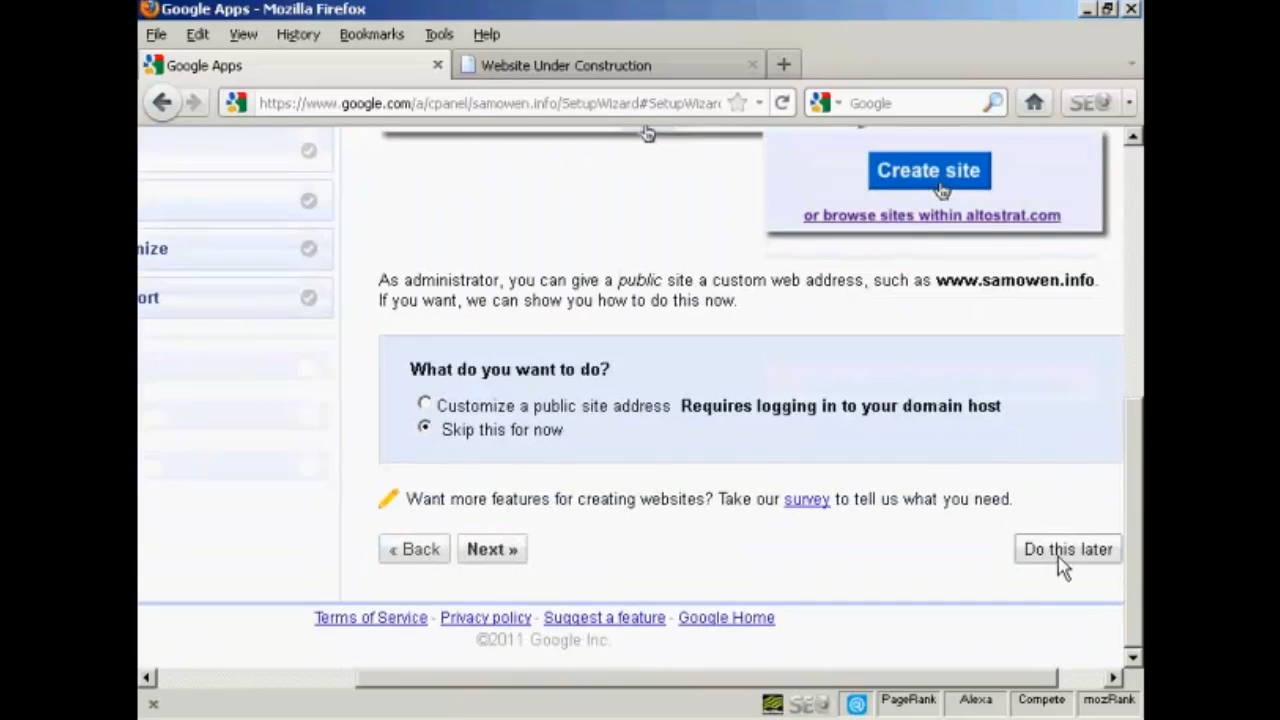 Google Apps - Mozilla Firefox
File Edit View History Bookmarks Tools Help
Google Apps Website Under Construction
https://www.google.com/a/cpanel/samowen.info/SetupWizard#SetupWizar Google
Create site
or browse sites within altostrat.com
nize
ort
As administrator, you can give a public site a custom web address, such as www.samowen.info.
If you want, we can show you how to do this now.
What do you want to do?
Customize a public site address Requires logging in to your domain host
Skip this for now
Want more features for creating websites? Take our survey to tell us what you need.
« Back Next » Do this later
Terms of Service - Privacy policy - Suggest a feature - Google Home
©2011 Google Inc.
PageRank Alexa Compete mozRank